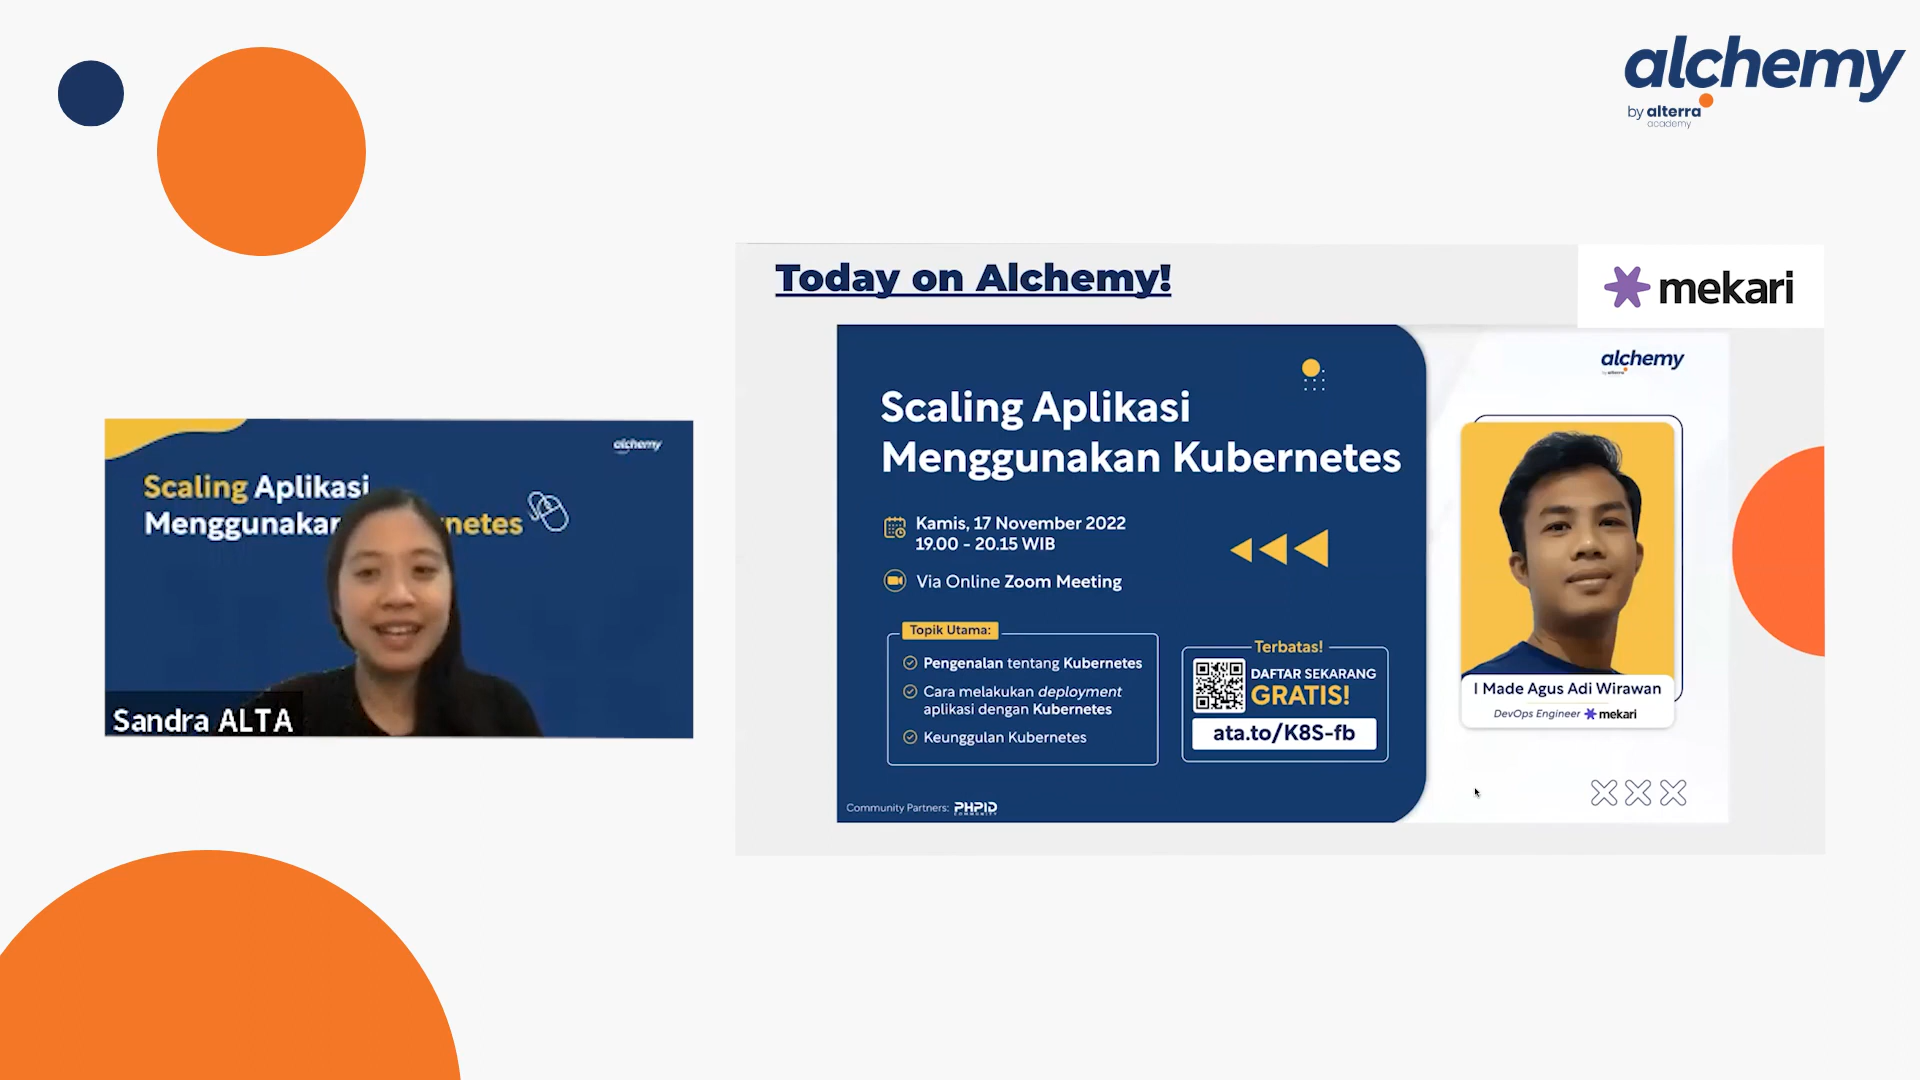 alchemy
by alterra
academy
Today on Alchemy!
mekari
alchemy
Scaling Aplikasi
Menggunakan Kubernetes
Kamis, 17 November 2022
19.00 - 20.15 WIB
Via Online Zoom Meeting
Topik Utama:
Pengenalan tentang Kubernetes
Cara melakukan deployment
aplikasi dengan Kubernetes
Keunggulan Kubernetes
Terbatas!
DAFTAR SEKARANG
GRATIS!
ata.to/K8S-fb
I Made Agus Adi Wirawan
DevOps Engineer mekari
Community Partners: PHPID
COMMUNITY
alchemy
Scaling Aplikasi
Menggunakan netes
Sandra ALTA